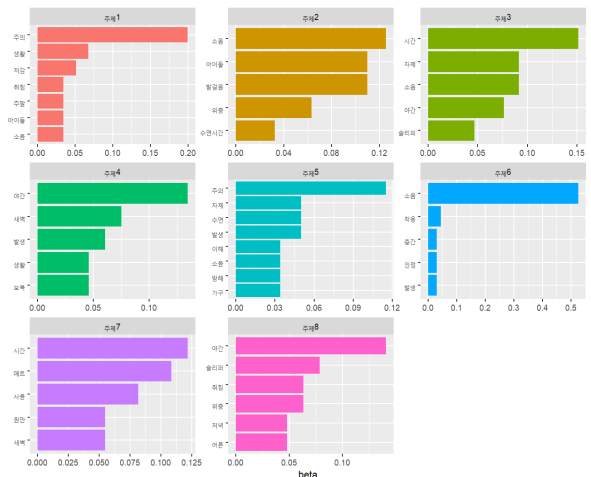 주제1
주의
생활
저감
취침
주말
아이들
소음
0.00 0.05 0.10 0.15 0.20
주제2
소음
아이들
발걸음
위층
수면시간
0.00 0.04 0.08 0.12
주제3
시간
자제
소음
야간
슬리퍼
0.00 0.05 0.10 0.15
주제4
야간
새벽
발생
생활
보복
0.00 0.05 0.10
주제5
주의
자제
수면
발생
이해
소음
방해
가구
0.00 0.03 0.06 0.09 0.12
주제6
소음
착용
층간
안정
발생
0.0 0.1 0.2 0.3 0.4 0.5
주제7
시간
매트
사용
원만
새벽
0.000 0.025 0.050 0.075 0.100 0.125
주제8
야간
슬리퍼
취침
위층
저녁
어른
0.00 0.05 0.10
beta